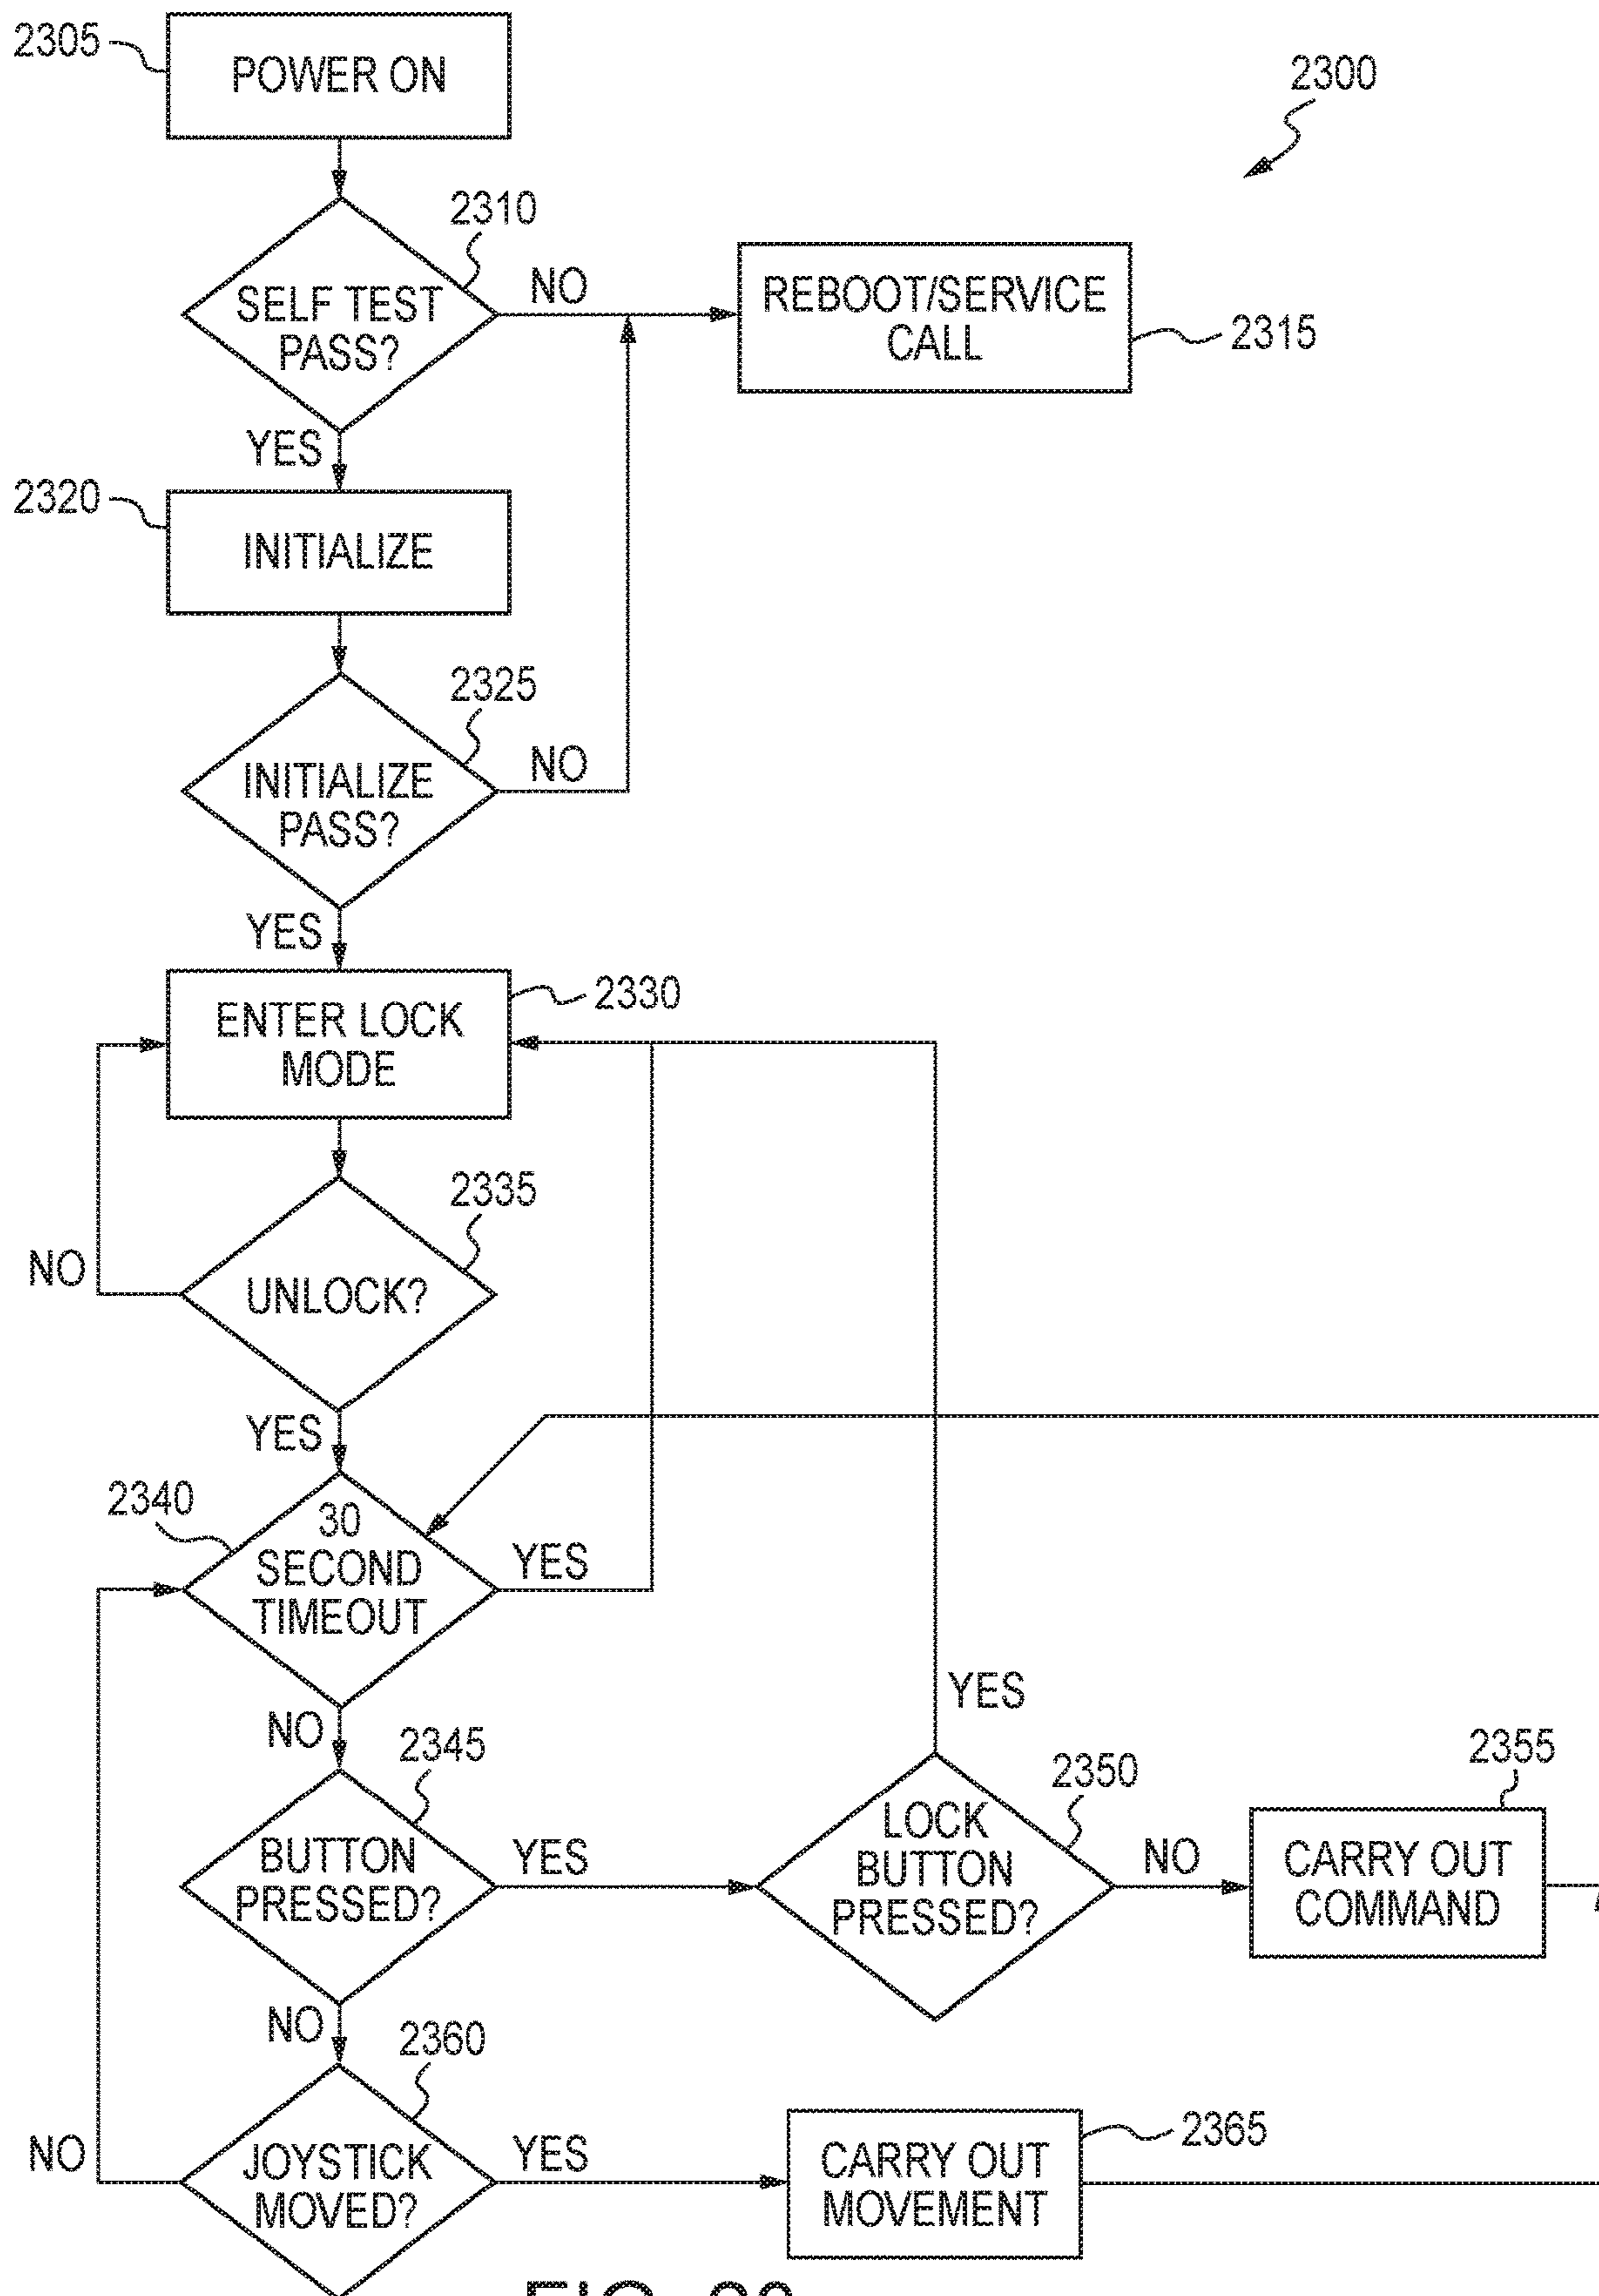 2305
POWER ON
2300
2310
SELF TEST
PASS?
NO
REBOOT/SERVICE
CALL
2315
YES
2320
INITIALIZE
2325
INITIALIZE
PASS?
NO
YES
ENTER LOCK
MODE
2330
2335
NO
UNLOCK?
YES
2340
30
SECOND
TIMEOUT
YES
NO
2345
BUTTON
PRESSED?
YES
YES
2350
LOCK
BUTTON
PRESSED?
NO
2355
CARRY OUT
COMMAND
NO
2360
NO
JOYSTICK
MOVED?
YES
CARRY OUT
MOVEMENT
2365